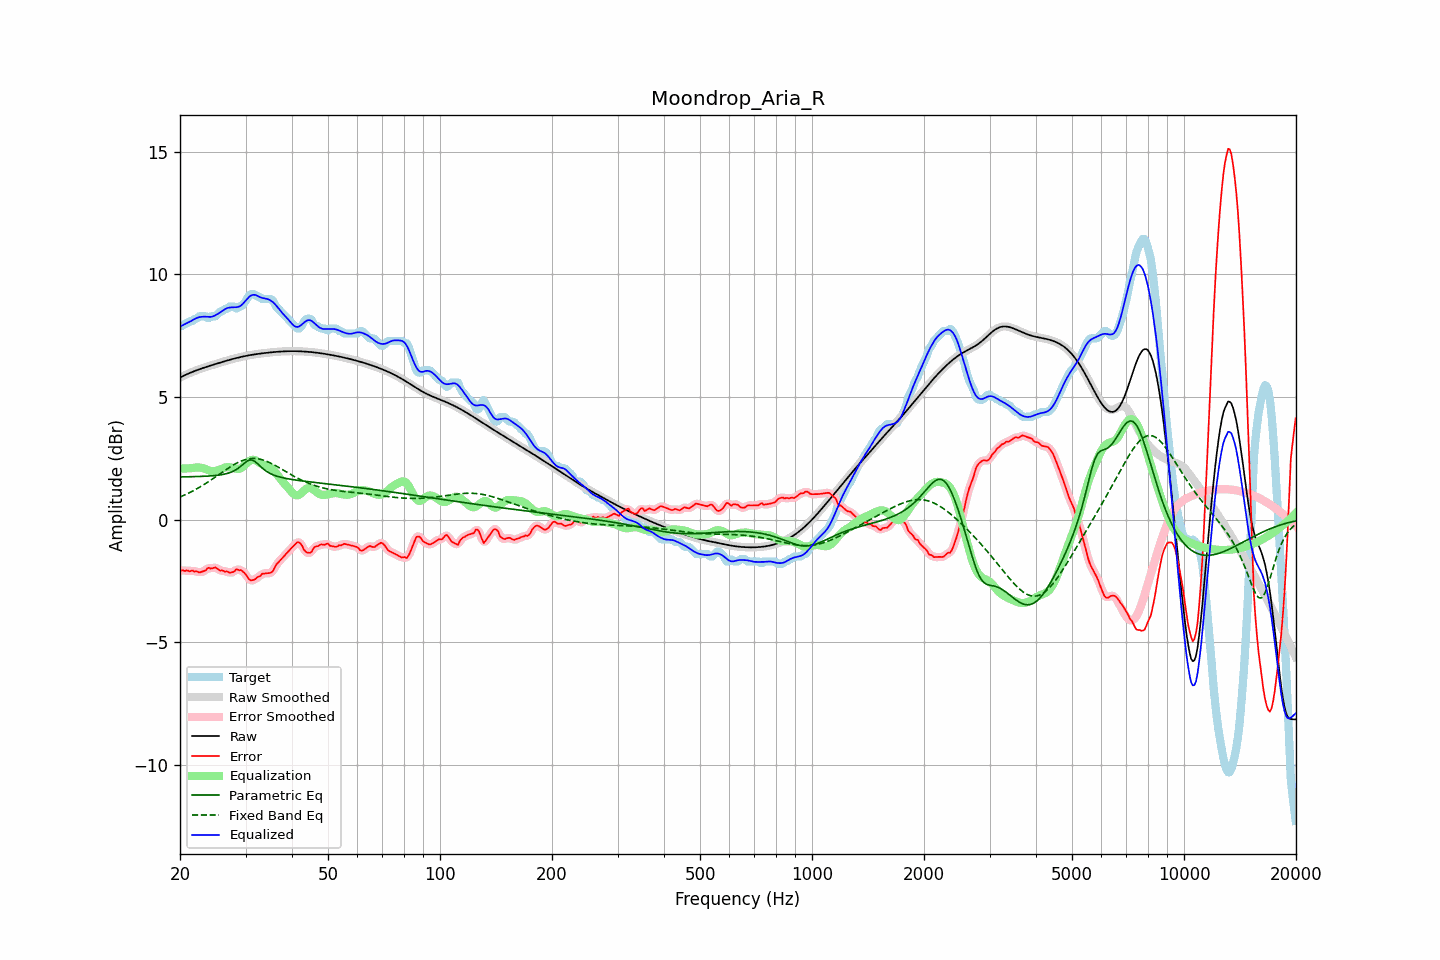 Moondrop_Aria_R
Amplitude (dBr)
15
10
5
0
−5
−10
Target
Raw Smoothed
Error Smoothed
Raw
Error
Equalization
Parametric Eq
Fixed Band Eq
Equalized
20 50 100 200 500 1000 2000 5000 10000 20000
Frequency (Hz)